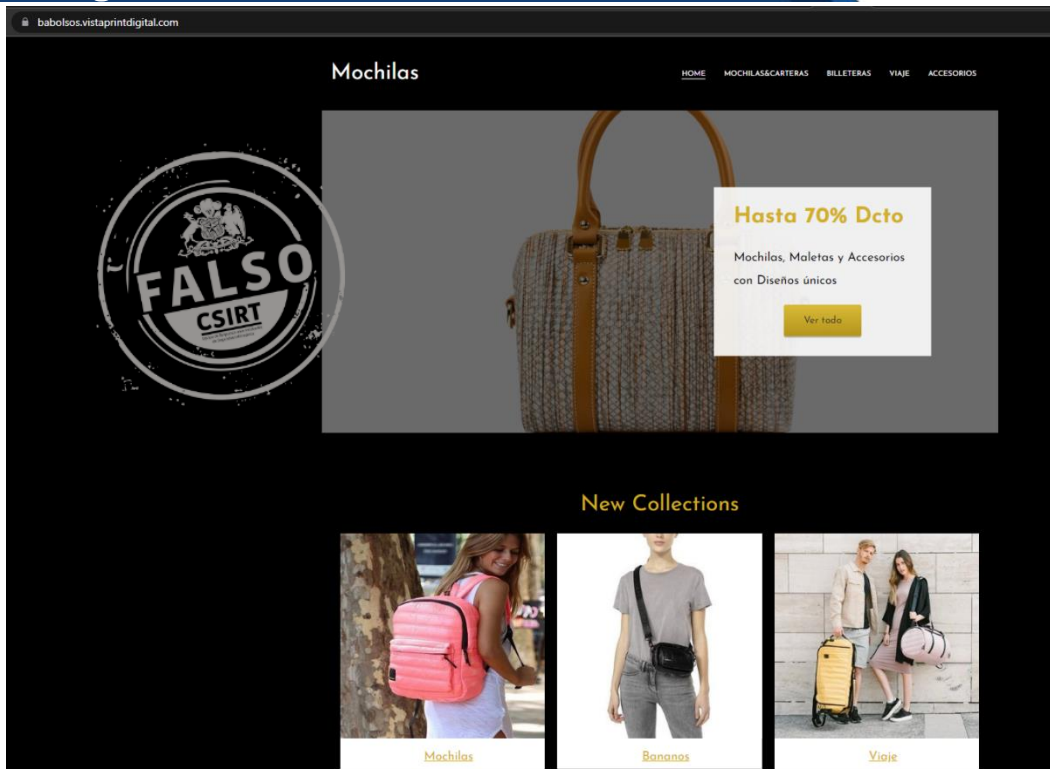 babolsos.vistaprintdigital.com
Mochilas
HOME MOCHILAS&CARTERAS BILLETERAS VIAJE ACCESORIOS
FALSO
CSIRT
Hasta 70% Dcto
Mochilas, Maletas y Accesorios
con Diseños únicos
Ver todo
New Collections
Mochilas
Bananos
Viaje